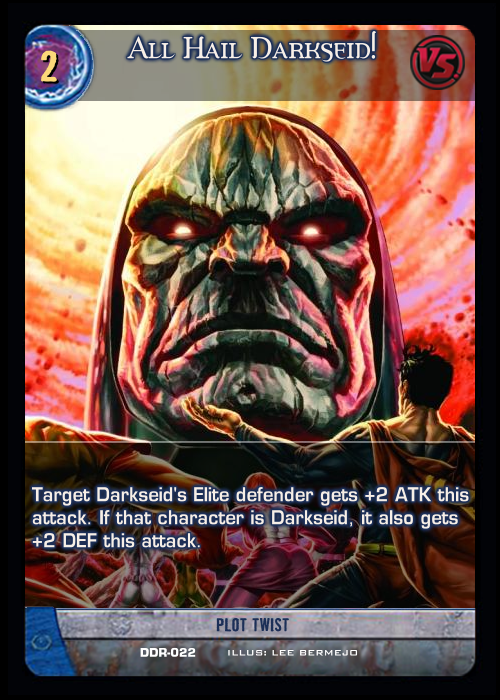 2
All Hail Darkseid!
VS.
Target Darkseid's Elite defender gets +2 ATK this
attack. If that character is Darkseid, it also gets
+2 DEF this attack.
PLOT TWIST
DDR-022 ILLUS: LEE BERMEJO